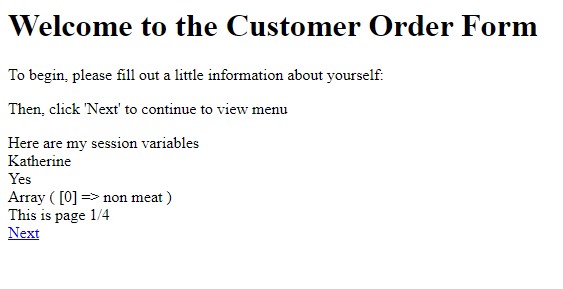 Welcome to the Customer Order Form
To begin, please fill out a little information about yourself:
Then, click 'Next' to continue to view menu
Here are my session variables
Katherine
Yes
Array ( [0] => non meat )
This is page 1/4
Next